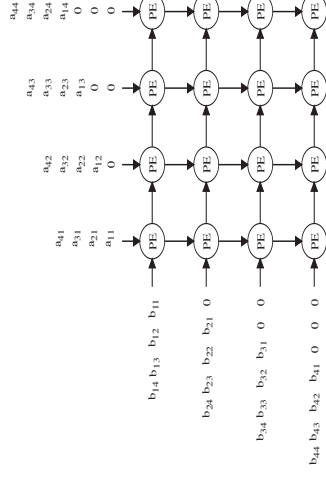 a44
a34
a24
a14
0
0
0
a43
a33
a23
a13
0
0
a42
a32
a22
a12
0
a41
a31
a21
a11
b14 b13 b12 b11
PE PE PE PE
b24 b23 b22 b21 0
PE PE PE PE
b34 b33 b32 b31 0 0
PE PE PE PE
b44 b43 b42 b41 0 0 0
PE PE PE PE